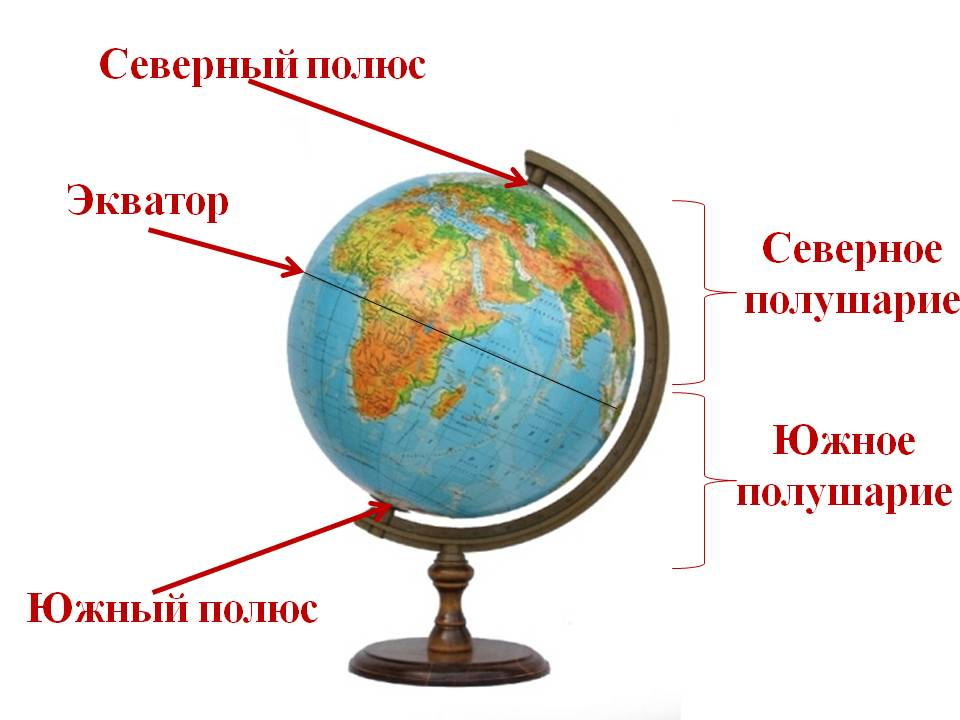 Северный полюс
Экватор
Северное
полушарие
Южное
полушарие
Южный полюс